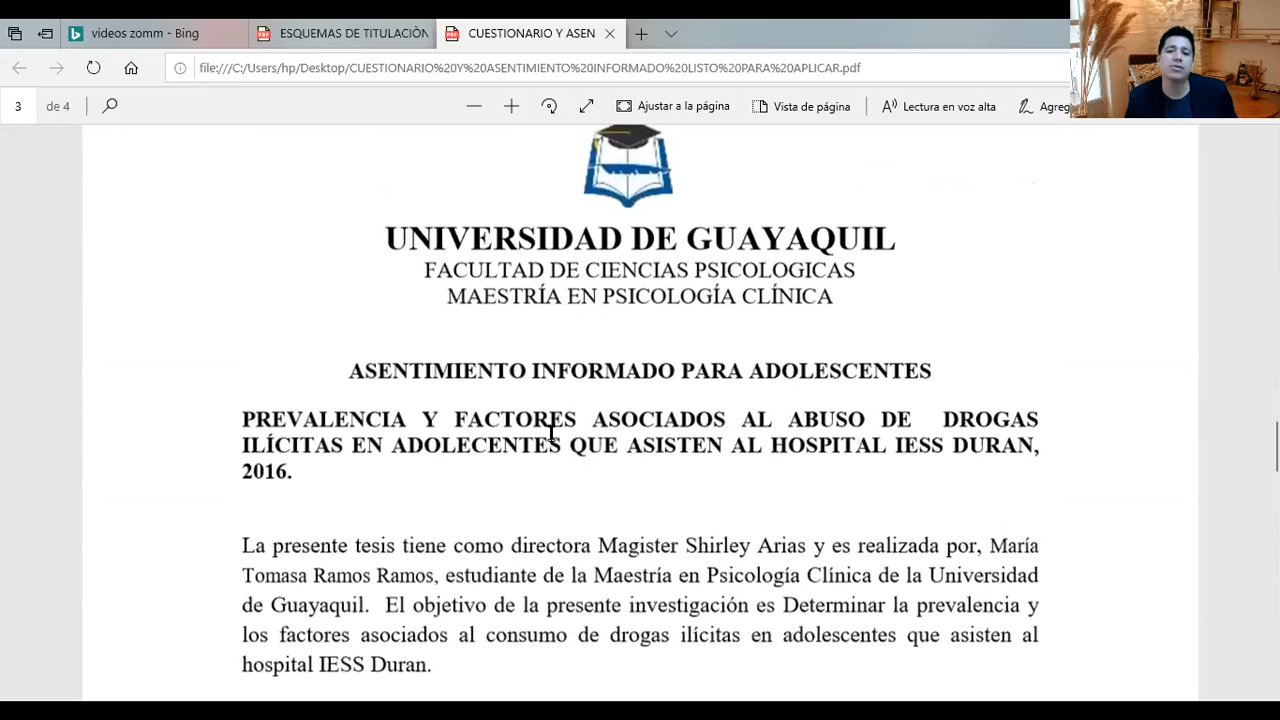 vídeos zomm - Bing
ESQUEMAS DE TITULACIÒN
CUESTIONARIO Y ASEN
file:///C:/Users/hp/Desktop/CUESTIONARIO%20Y%20ASENTIMIENTO%20INFORMADO%20LISTO%20PARA%20APLICAR.pdf
3 de 4
Ajustar a la página
Vista de página
Lectura en voz alta
Agreg
UNIVERSIDAD DE GUAYAQUIL
FACULTAD DE CIENCIAS PSICOLOGICAS
MAESTRÍA EN PSICOLOGÍA CLÍNICA
ASENTIMIENTO INFORMADO PARA ADOLESCENTES
PREVALENCIA Y FACTORES ASOCIADOS AL ABUSO DE DROGAS
ILÍCITAS EN ADOLECENTES QUE ASISTEN AL HOSPITAL IESS DURAN,
2016.
La presente tesis tiene como directora Magister Shirley Arias y es realizada por, María
Tomasa Ramos Ramos, estudiante de la Maestría en Psicología Clínica de la Universidad
de Guayaquil. El objetivo de la presente investigación es Determinar la prevalencia y
los factores asociados al consumo de drogas ilícitas en adolescentes que asisten al
hospital IESS Duran.